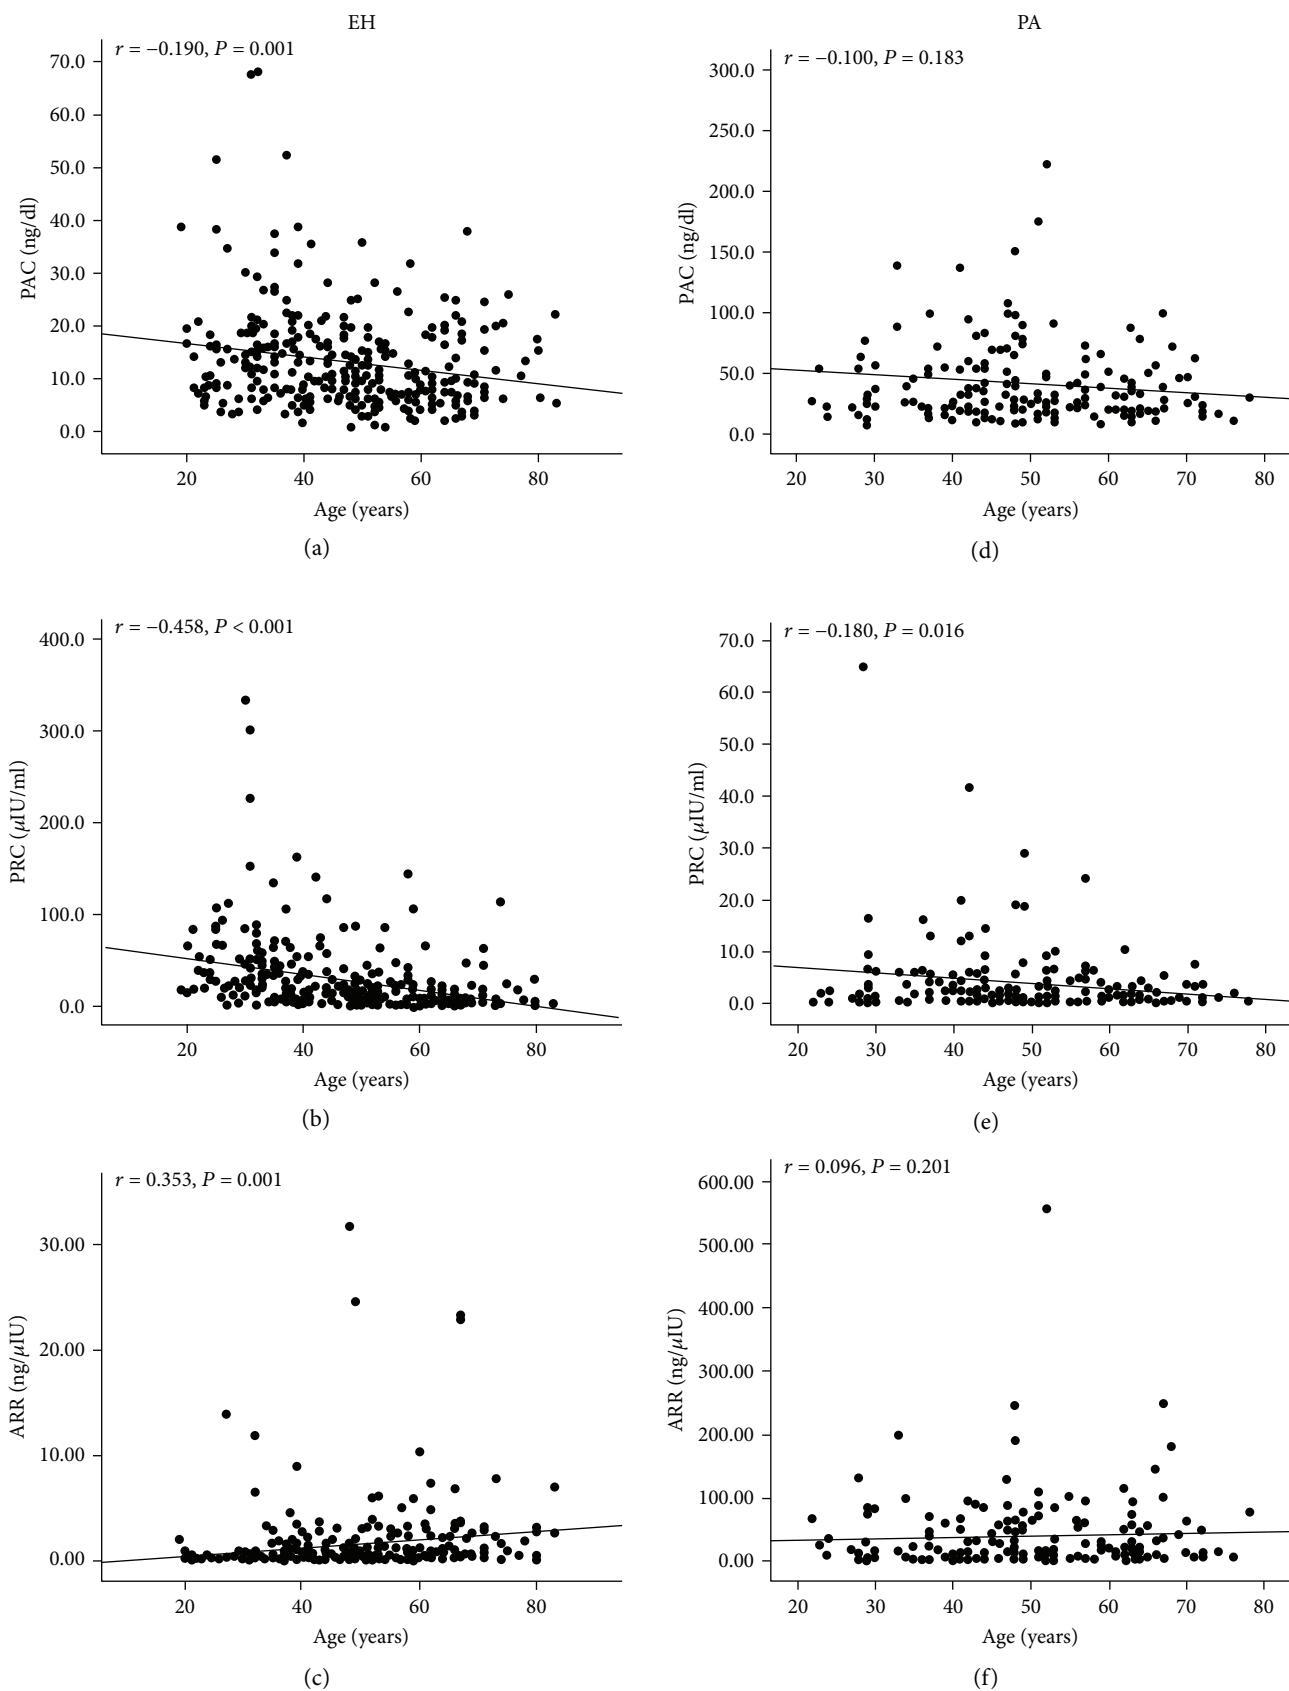 EH
r = −0.190, P = 0.001
70.0
60.0
50.0
40.0
30.0
20.0
10.0
0.0
PAC (ng/dl)
20 40 60 80
Age (years)
(a)
PA
r = −0.100, P = 0.183
300.0
250.0
200.0
150.0
100.0
50.0
0.0
PAC (ng/dl)
20 30 40 50 60 70 80
Age (years)
(d)
r = −0.458, P < 0.001
400.0
300.0
200.0
100.0
0.0
PRC (μIU/ml)
20 40 60 80
Age (years)
(b)
r = −0.180, P = 0.016
70.0
60.0
50.0
40.0
30.0
20.0
10.0
0.0
PRC (μIU/ml)
20 30 40 50 60 70 80
Age (years)
(e)
r = 0.353, P = 0.001
30.00
20.00
10.00
0.00
ARR (ng/μIU)
20 40 60 80
Age (years)
(c)
r = 0.096, P = 0.201
600.00
500.00
400.00
300.00
200.00
100.00
0.00
ARR (ng/μIU)
20 30 40 50 60 70 80
Age (years)
(f)